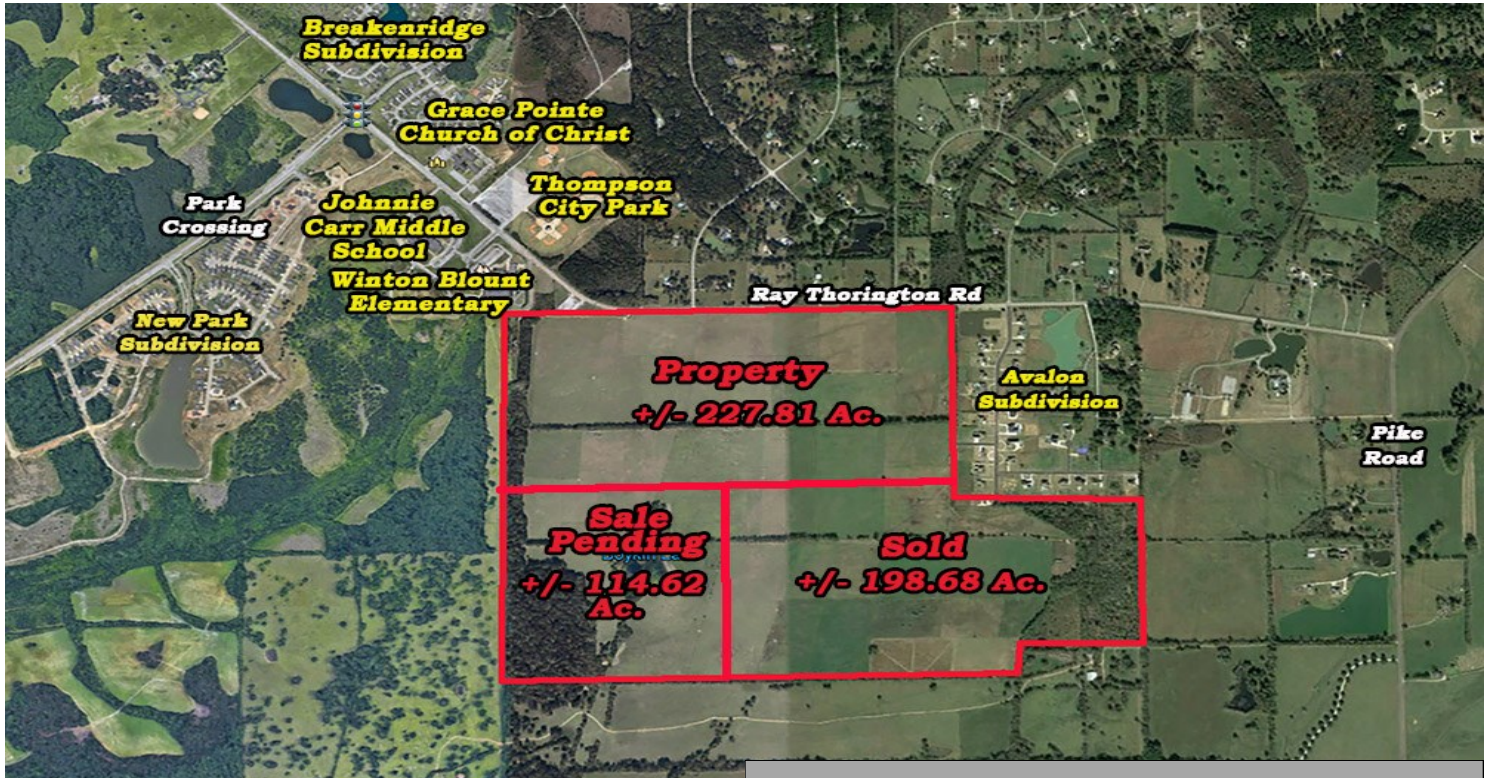 Breakenridge
Subdivision
Grace Pointe
Church of Christ
Thompson
City Park
Park
Crossing
Johnnie
Carr Middle
School
Winton Blount
Elementary
New Park
Subdivision
Ray Thorington Rd
Property
+/- 227.81 Ac.
Avalon
Subdivision
Pike
Road
Sale
Pending
+/- 114.62
Ac.
Sold
+/- 198.68 Ac.